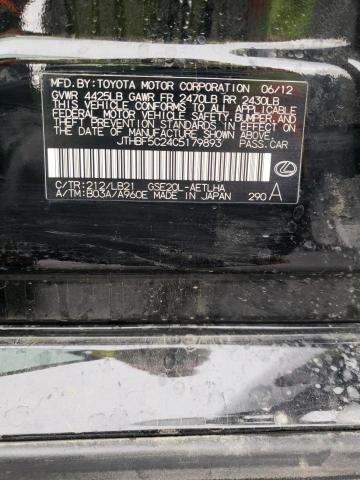 MFD.BY:TOYOTA MOTOR CORPORATION 06/12
GVWR 4425LB GAWR FR 2470LB RR 2430LB
THIS VEHICLE CONFORMS TO ALL APPLICABLE
FEDERAL MOTOR VEHICLE SAFETY, BUMPER, AND
THEFT PREVENTION STANDARDS IN EFFECT ON THE
DATE OF MANUFACTURE SHOWN ABOVE.
JTHBF5C24C5179893 PASS.CAR
C/TR:212/LB21 GSE20L-AETLHA
A/TM:B03A/A960E MADE IN JAPAN 290 A